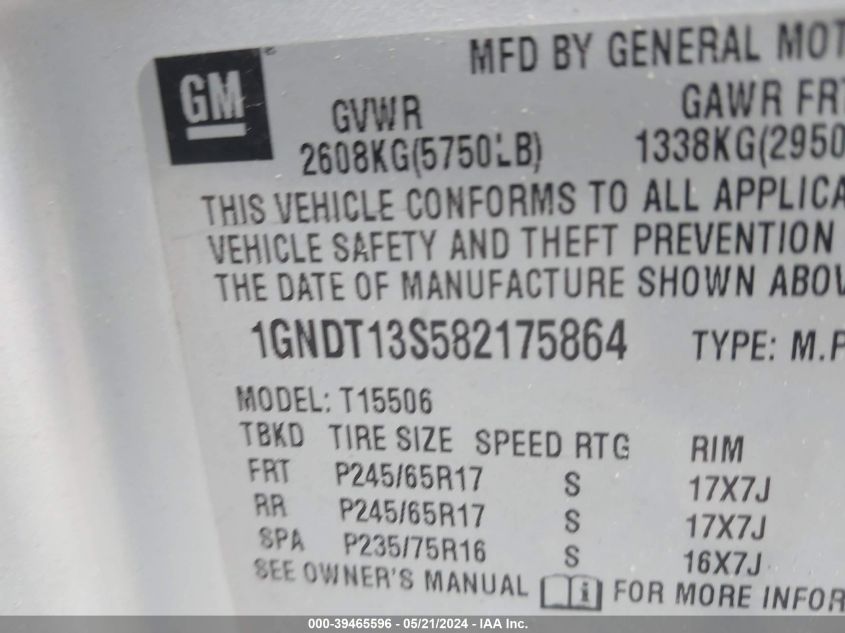 GM
MFD BY GENERAL MOT
GVWR GAWR FRT
2608KG(5750LB) 1338KG(2950
THIS VEHICLE CONFORMS TO ALL APPLICA
VEHICLE SAFETY AND THEFT PREVENTION
THE DATE OF MANUFACTURE SHOWN ABOV
1GNDT13S582175864 TYPE: M.P
MODEL: T15506
TBKD TIRE SIZE SPEED RTG RIM
FRT P245/65R17 S 17X7J
RR P245/65R17 S 17X7J
SPA P235/75R16 S 16X7J
SEE OWNER'S MANUAL i FOR MORE INFOR
000-39465596 - 05/21/2024 - IAA Inc.